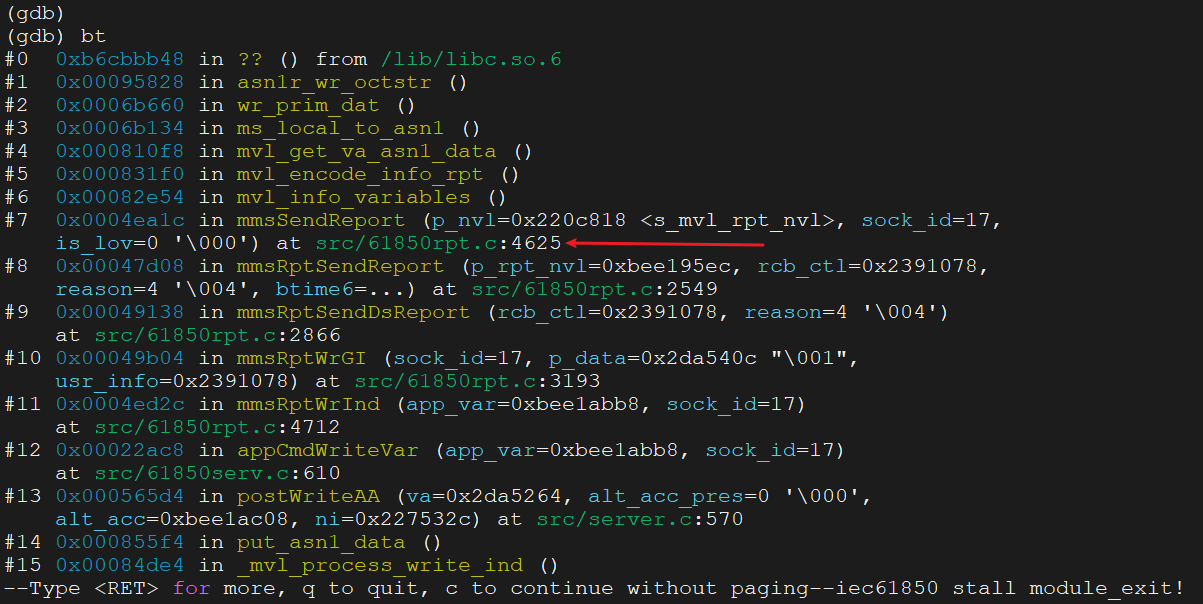 (gdb)
(gdb) bt
#0  0xb6cbbb48 in ?? () from /lib/libc.so.6
#1  0x00095828 in asn1r_wr_octstr ()
#2  0x0006b660 in wr_prim_dat ()
#3  0x0006b134 in ms_local_to_asn1 ()
#4  0x000810f8 in mvl_get_va_asn1_data ()
#5  0x000831f0 in mvl_encode_info_rpt ()
#6  0x00082e54 in mvl_info_variables ()
#7  0x0004ea1c in mmsSendReport (p_nvl=0x220c818 <s_mvl_rpt_nvl>, sock_id=17,
    is_lov=0 '\000') at src/61850rpt.c:4625
#8  0x00047d08 in mmsRptSendReport (p_rpt_nvl=0xbee195ec, rcb_ctl=0x2391078,
    reason=4 '\004', btime6=...) at src/61850rpt.c:2549
#9  0x00049138 in mmsRptSendDsReport (rcb_ctl=0x2391078, reason=4 '\004')
    at src/61850rpt.c:2866
#10 0x00049b04 in mmsRptWrGI (sock_id=17, p_data=0x2da540c "\001",
    usr_info=0x2391078) at src/61850rpt.c:3193
#11 0x0004ed2c in mmsRptWrInd (app_var=0xbee1abb8, sock_id=17)
    at src/61850rpt.c:4712
#12 0x00022ac8 in appCmdWriteVar (app_var=0xbee1abb8, sock_id=17)
    at src/61850serv.c:610
#13 0x000565d4 in postWriteAA (va=0x2da5264, alt_acc_pres=0 '\000',
    alt_acc=0xbee1ac08, ni=0x227532c) at src/server.c:570
#14 0x000855f4 in put_asn1_data ()
#15 0x00084de4 in _mvl_process_write_ind ()
--Type <RET> for more, q to quit, c to continue without paging--iec61850 stall module_exit!